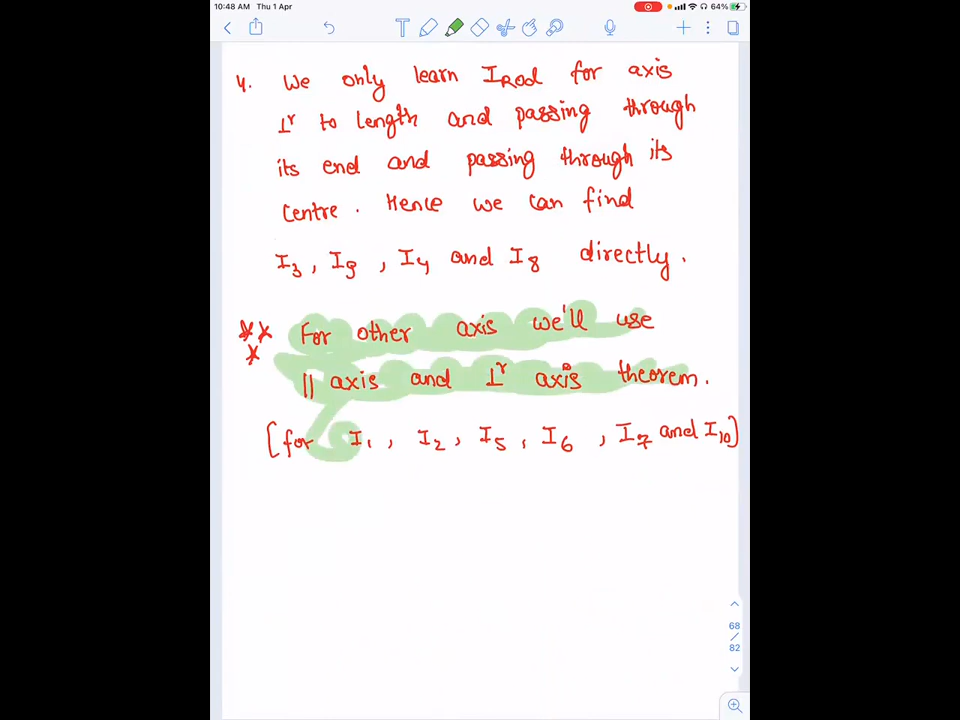 10:48 AM Thu 1 Apr 64%
4. We only learn IRod for axis
⊥r to length and passing through
its end and passing through its
centre. Hence we can find
I3, I9, I4 and I8 directly.
*** For other axis we'll use
|| axis and ⊥r axis theorem.
[for I1, I2, I5, I6, I7 and I10]
68
/
82